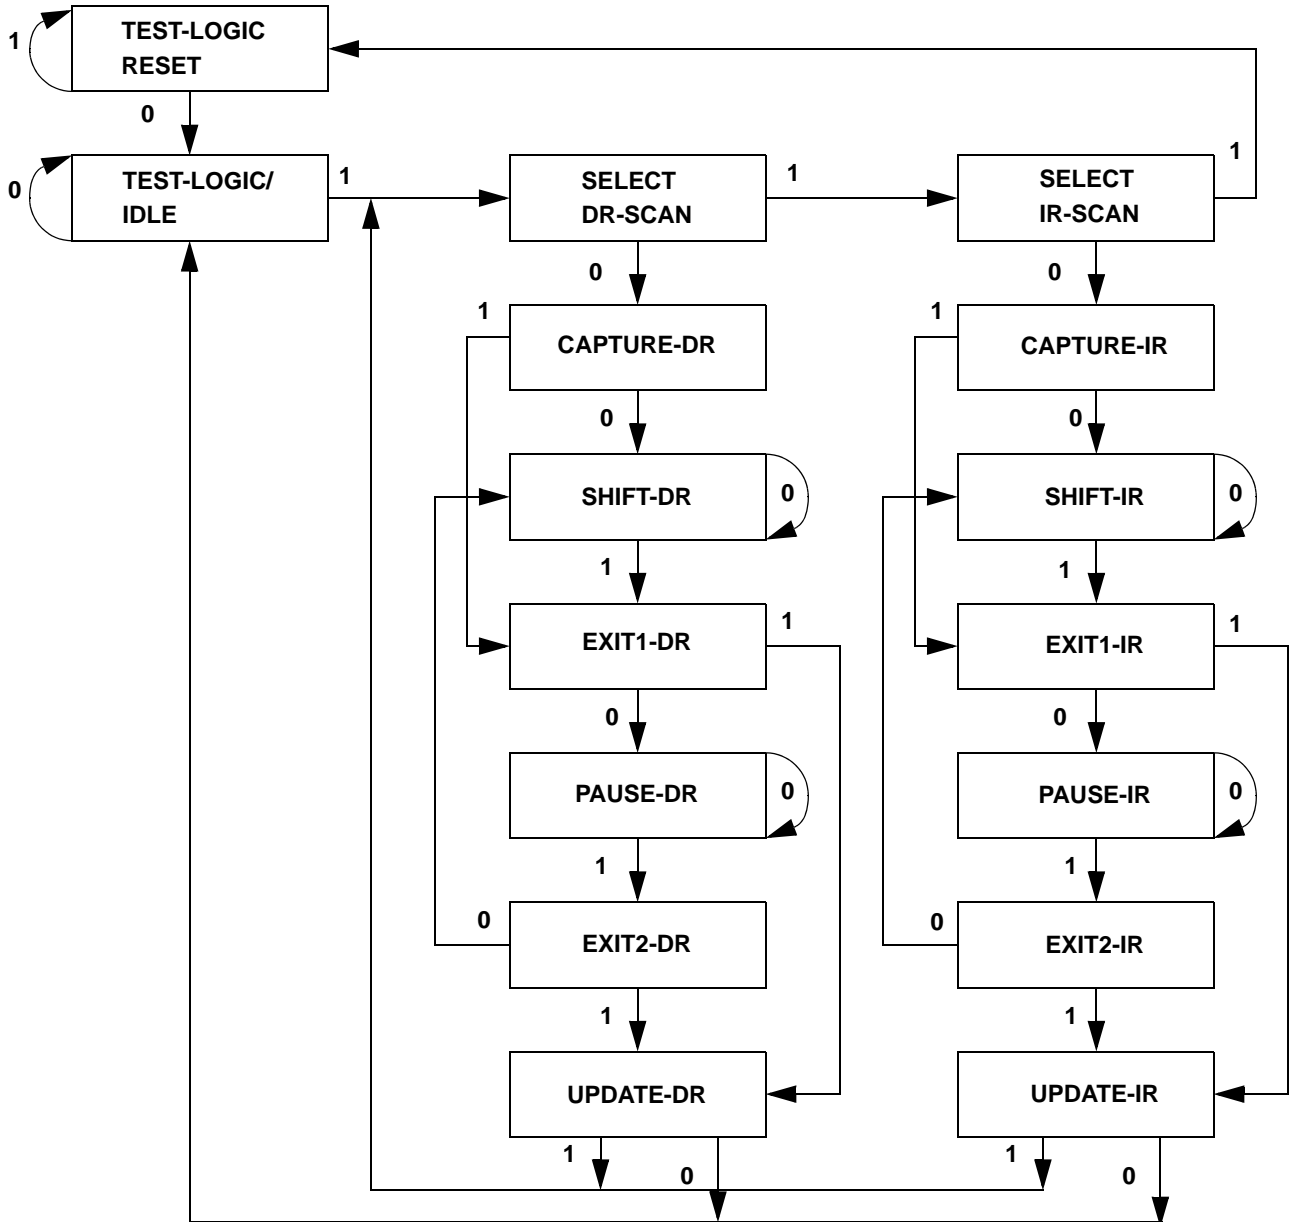 1
TEST-LOGIC
RESET
0
0
TEST-LOGIC/
IDLE
1
SELECT
DR-SCAN
1
SELECT
IR-SCAN
1
0
0
1
CAPTURE-DR
1
CAPTURE-IR
0
0
SHIFT-DR
0
SHIFT-IR
0
1
1
EXIT1-DR
1
EXIT1-IR
1
0
0
PAUSE-DR
0
PAUSE-IR
0
1
1
0
EXIT2-DR
0
EXIT2-IR
1
1
UPDATE-DR
UPDATE-IR
1
0
1
0